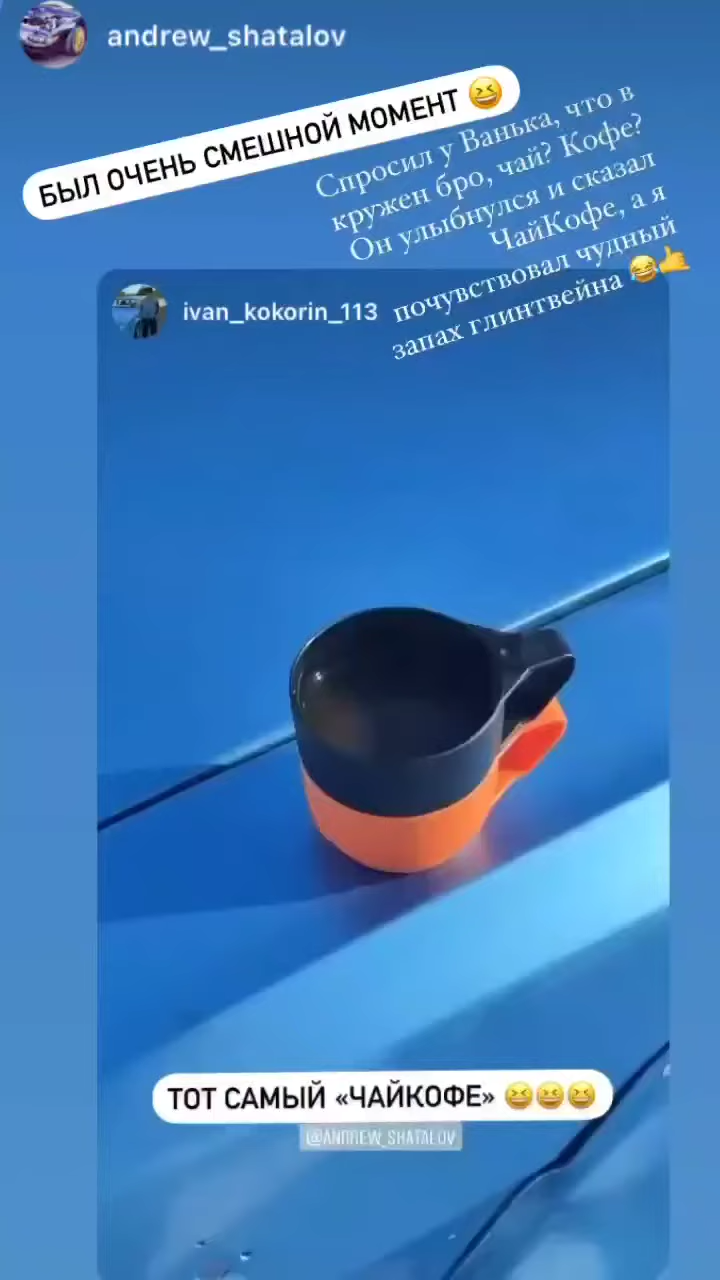 andrew_shatalov
БЫЛ ОЧЕНЬ СМЕШНОЙ МОМЕНТ 😆
Спросил у Ванька, что в
кружен бро, чай? Кофе?
Он улыбнулся и сказал
ЧайКофе, а я
почувствовал чудный
запах глинтвейна 😂🤙
ivan_kokorin_113
ТОТ САМЫЙ «ЧАЙКОФЕ» 😆😆😆
@ANDREW_SHATALOV